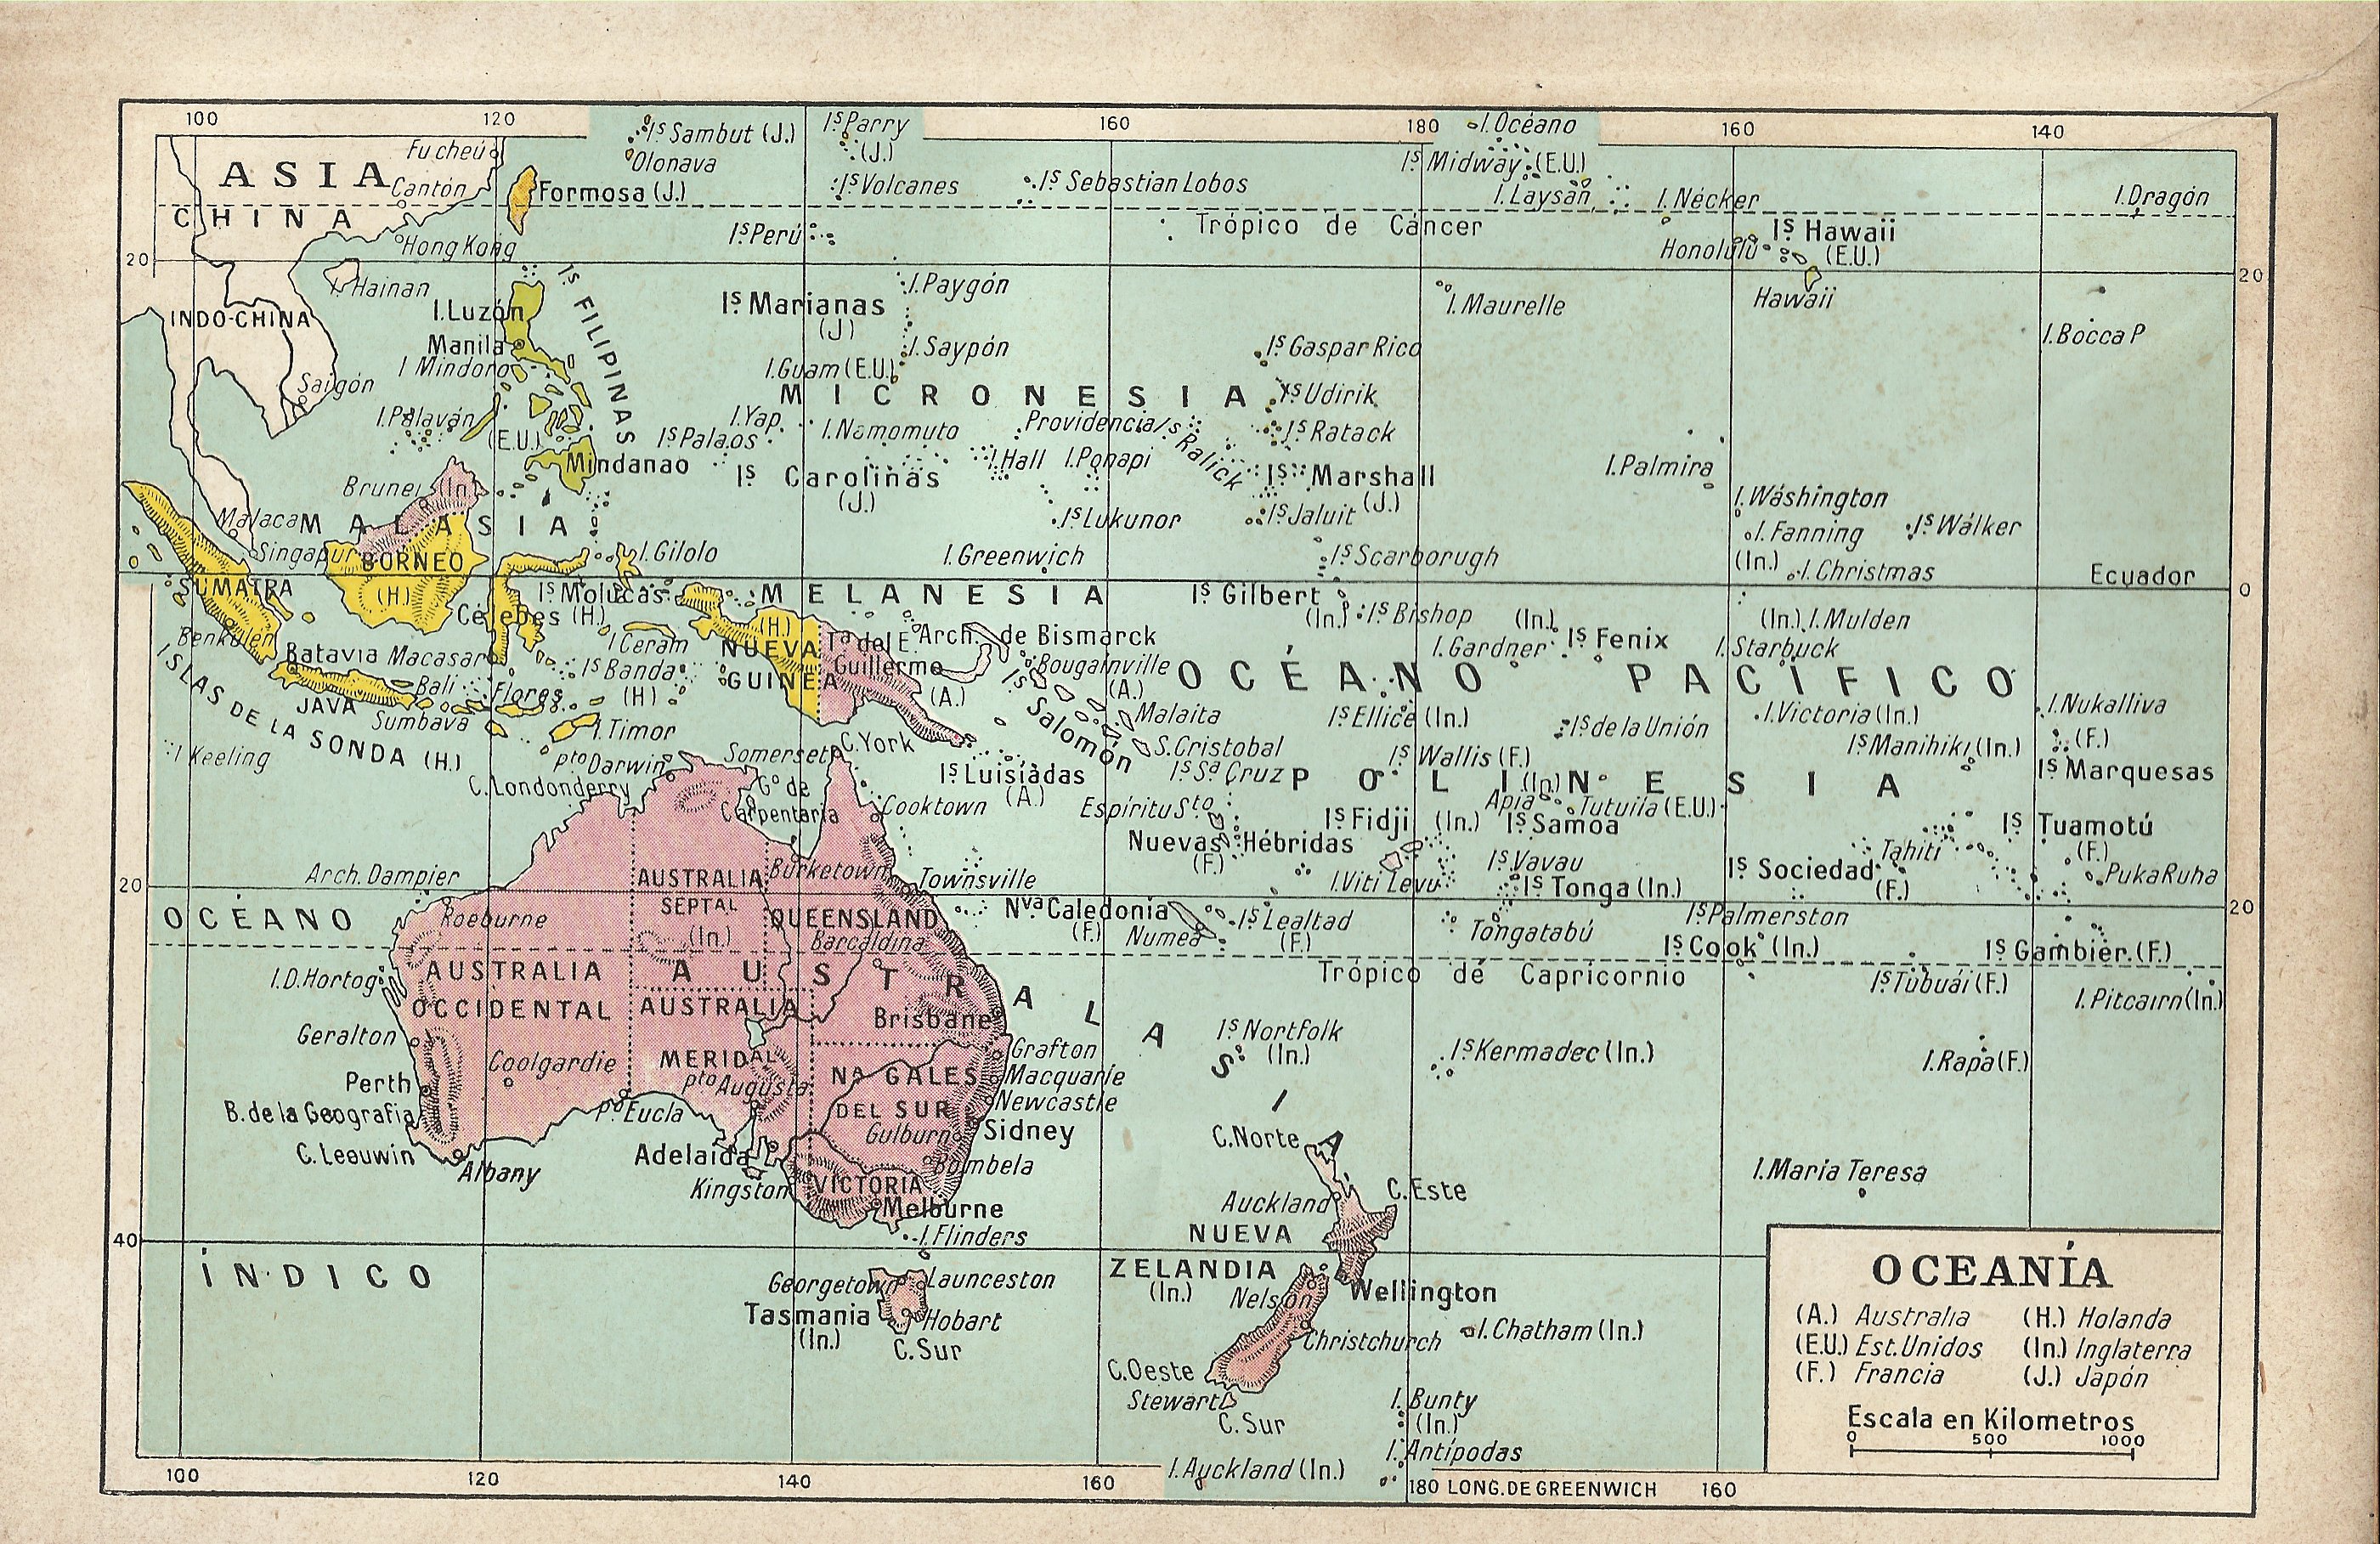 100
120
160
180
160
140
Iˢ Sambut (J.)
Olonava
Iˢ Parry
(J.)
I. Océano
Iˢ Midway (E.U.)
Fu cheú
ASIA
Cantón
Formosa (J.)
Iˢ Volcanes
Iˢ Sebastian Lobos
I. Laysan
I. Nécker
I. Dragón
CHINA
Hong Kong
Iˢ Perú
Trópico de Cáncer
Honolulu
Iˢ Hawaii
(E.U.)
20
20
I. Hainan
Iˢ FILIPINAS
I. Paygón
Hawaii
INDO-CHINA
I. Luzón
Iˢ Marianas
(J)
I. Maurelle
Manila
I. Saypón
Iˢ Gaspar Rico
I. Bocca P
I Mindoro
I. Guam (E.U.)
Saigón
MICRONESIA
Iˢ Udirik
I. Palaván
(E.U.)
I. Yap
Iˢ Palaos
I. Namomuto
Providencia
Iˢ Ralick
Iˢ Ratack
Mindanao
Iˢ Carolinas
(J.)
I. Hall
I. Ponapi
Iˢ Marshall
(J.)
I. Palmira
Brunei (In)
I. Wáshington
Malaca
MALASIA
Iˢ Lukunor
Iˢ Jaluit
I. Fanning
(In.)
Iˢ Wálker
Singapur
BORNEO
(H)
I. Gilolo
I. Greenwich
Iˢ Scarborugh
I. Christmas
Ecuador
0
SUMATRA
Célebes (H.)
Iˢ Molucas
MELANESIA
Iˢ Gilbert
(In.)
Iˢ Bishop
(In.)
(In.) I. Mulden
Benkulen
Batavia
Macasar
I Ceram
(H.)
NUEVA
GUINEA
Tª del E.
Guillermo
(A.)
Arch. de Bismarck
I. Gardner
Iˢ Fenix
I. Starbuck
Iˢ Banda
(H)
Bougainville
(A.)
OCÉANO PACÍFICO
ISLAS DE LA SONDA (H.)
JAVA
Bali
Flores
Sumbava
I. Timor
Iˢ Salomón
Malaita
Iˢ Ellice (In.)
Iˢ de la Unión
I. Victoria (In.)
I. Nukalliva
(F.)
I Keeling
Pᵗᵒ Darwin
Somerset
C. York
S. Cristobal
Iˢ Wallis (F.)
Iˢ Manihiki (In.)
C. Londonderry
Gº de
Carpentaria
Iˢ Luisiadas
(A.)
Iˢ Sª Cruz
POLINESIA
(In)
Iˢ Marquesas
Cooktown
Espíritu Sᵗᵒ
Apia
Tutuila (E.U.)
Nuevas Hébridas
(F.)
Iˢ Fidji (In.)
Iˢ Samoa
Iˢ Tuamotú
(F.)
Arch. Dampier
Burketown
Townsville
I. Viti Levu
Iˢ Vavau
Iˢ Sociedad
(F.)
Tahiti
Puka Ruha
20
20
AUSTRALIA
SEPTAL
(In.)
Iˢ Tonga (In.)
OCÉANO
Roeburne
QUEENSLAND
Barcaldina
Nᵛᵃ Caledonia
(F.)
Numea
Iˢ Lealtad
(F.)
Tongatabú
Iˢ Palmerston
Iˢ Cook (In.)
Iˢ Gambier. (F.)
I. D. Hortog
AUSTRALIA
OCCIDENTAL
AUSTRALASIA
Trópico de Capricornio
Iˢ Tubuái (F.)
I. Pitcairn (In.)
AUSTRALIA
MERIDAL
Brisbane
Geralton
Coolgardie
Grafton
Iˢ Nortfolk
(In.)
Iˢ Kermadec (In.)
I. Rapa (F.)
Perth
Pᵗᵒ Augusta
Nᴬ GALES
DEL SUR
Macquarie
Newcastle
B. de la Geografia
Pº Eucla
Gulburn
Sidney
C. Leeuwin
Albany
Adelaida
Kingston
Bombela
C. Norte
I. Maria Teresa
VICTORIA
Melburne
Auckland
C. Este
40
I. Flinders
NUEVA
ZELANDIA
(In.)
ÍNDICO
Georgetown
Launceston
Nelson
Wellington
Tasmania
(In.)
Hobart
C. Sur
Christchurch
I. Chatham (In.)
C. Oeste
Stewart
C. Sur
I. Bunty
(In.)
I. Antípodas
I. Auckland (In.)
OCEANÍA
(A.) Australia
(H.) Holanda
(E.U.) Est. Unidos
(In.) Inglaterra
(F.) Francia
(J.) Japón
Escala en Kilometros
0 500 1000
100
120
140
160
180 LONG. DE GREENWICH
160